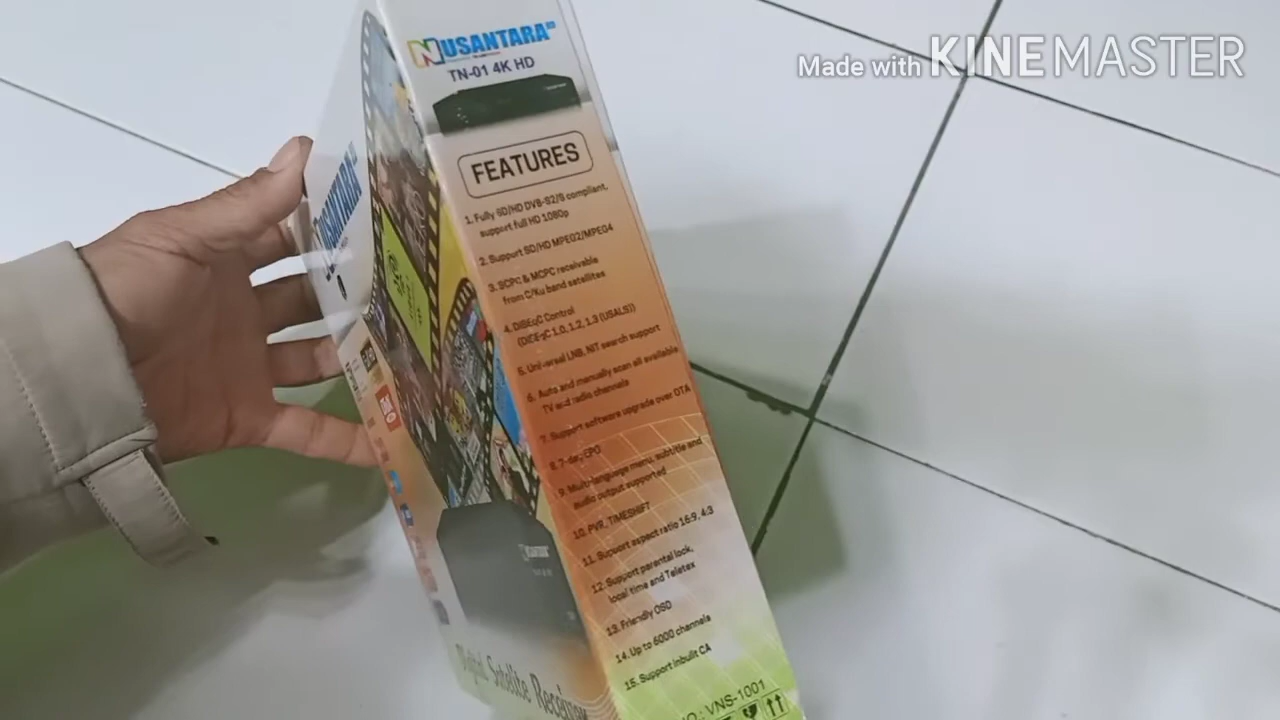 Made with KINEMASTER
NUSANTARA HD
TN-01 4K HD
FEATURES
1. Fully SD/HD DVB-S2/S compliant,
support full HD 1080p
2. Support SD/HD MPEG2/MPEG4
3. SCPC & MCPC receivable
from C/Ku band satellites
4. DiSEqC Control
(DiSEqC 1.0, 1.2, 1.3 (USALS))
5. Universal LNB, NIT search support
6. Auto and manually scan all available
TV and radio channels
7. Support software upgrade over OTA
8. 7-day EPG
9. Multi-language menu, subtitle and
audio output supported
10. PVR, TIMESHIFT
11. Support aspect ratio 16:9, 4:3
12. Support parental lock,
local time and Teletex
13. Friendly OSD
14. Up to 6000 channels
15. Support inbuilt CA
VNS-1001
NUSANTARA
Digital Satelite Receiver